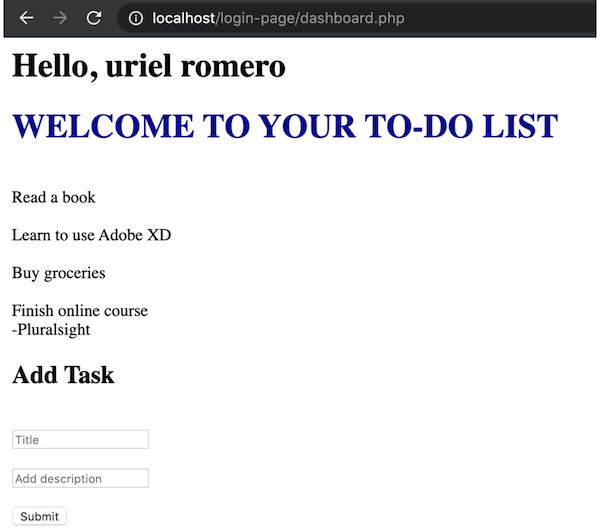 localhost/login-page/dashboard.php
Hello, uriel romero
WELCOME TO YOUR TO-DO LIST
Read a book
Learn to use Adobe XD
Buy groceries
Finish online course
-Pluralsight
Add Task
Title
Add description
Submit